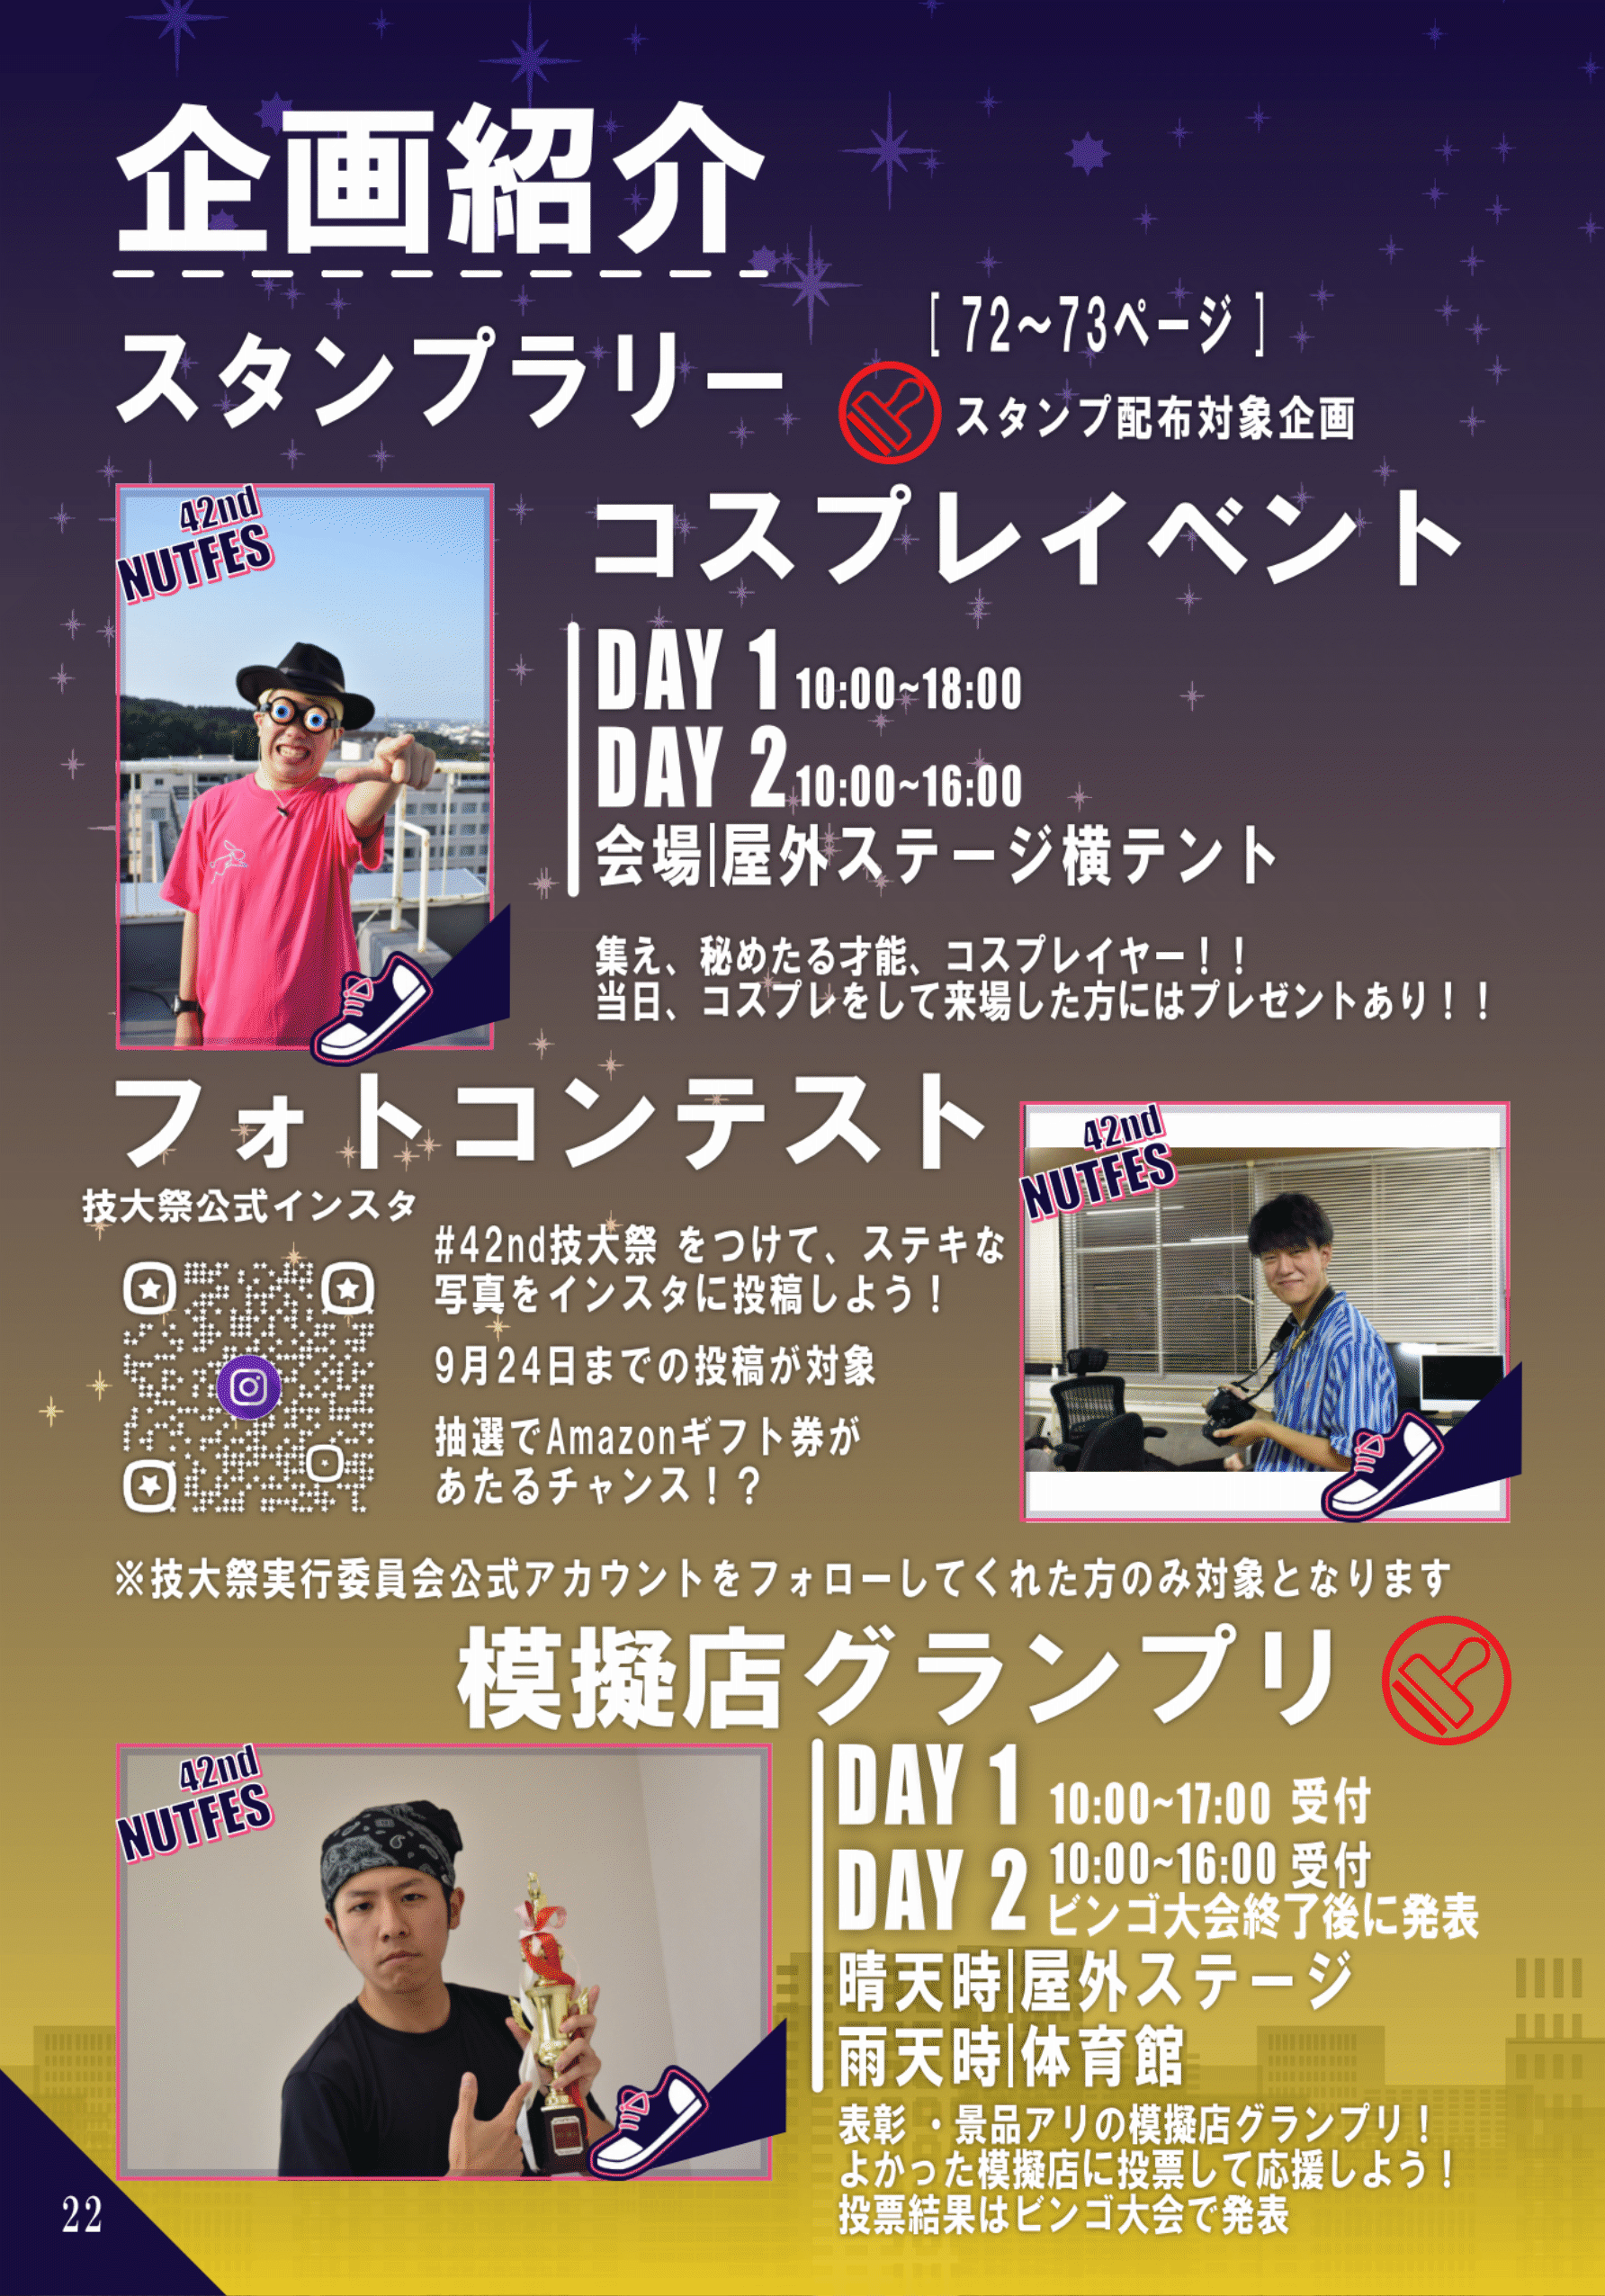 企画紹介
スタンプラリー
[ 72～73ページ ]
スタンプ配布対象企画
42nd
NUTFES
コスプレイベント
DAY 1 10:00~18:00
DAY 2 10:00~16:00
会場|屋外ステージ横テント
集え、秘めたる才能、コスプレイヤー！！
当日、コスプレをして来場した方にはプレゼントあり！！
フォトコンテスト
技大祭公式インスタ
#42nd技大祭 をつけて、ステキな
写真をインスタに投稿しよう！
9月24日までの投稿が対象
抽選でAmazonギフト券が
あたるチャンス！？
42nd
NUTFES
※技大祭実行委員会公式アカウントをフォローしてくれた方のみ対象となります
模擬店グランプリ
42nd
NUTFES
DAY 1 10:00~17:00 受付
DAY 2 10:00~16:00 受付
ビンゴ大会終了後に発表
晴天時|屋外ステージ
雨天時|体育館
表彰・景品アリの模擬店グランプリ！
よかった模擬店に投票して応援しよう！
投票結果はビンゴ大会で発表
22